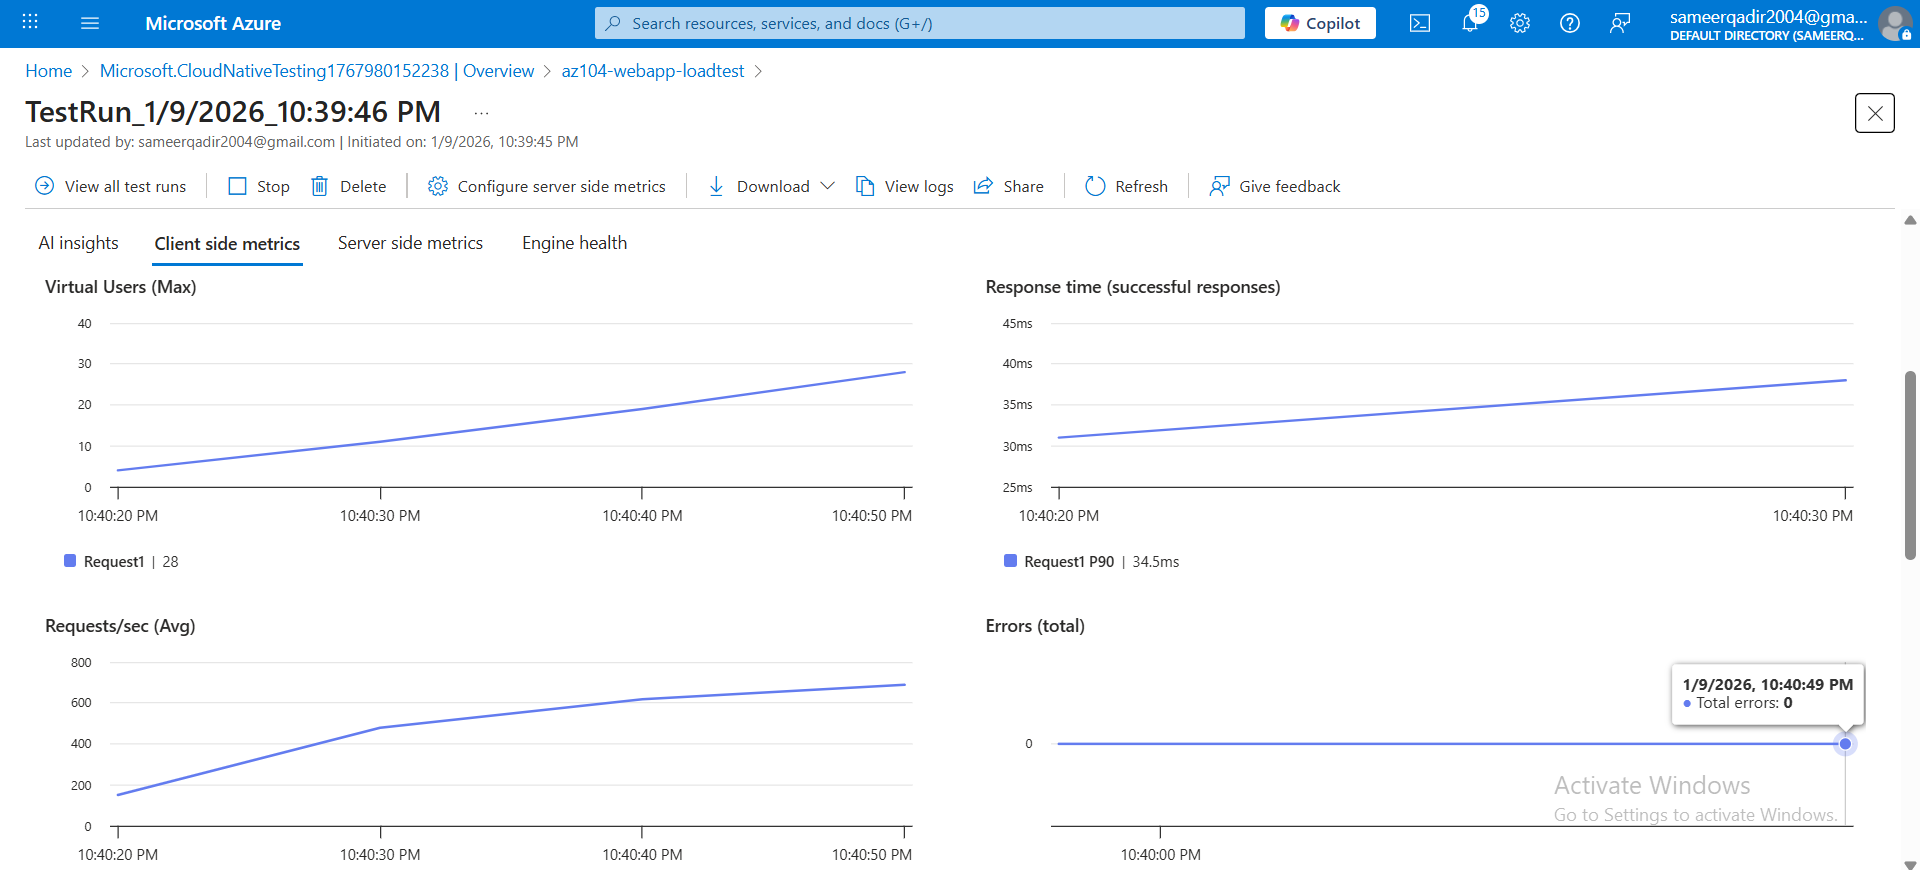 Microsoft Azure
Search resources, services, and docs (G+/)
Copilot
15
sameerqadir2004@gma...
DEFAULT DIRECTORY (SAMEERQ...
Home > Microsoft.CloudNativeTesting1767980152238 | Overview > az104-webapp-loadtest >
TestRun_1/9/2026_10:39:46 PM ...
Last updated by: sameerqadir2004@gmail.com | Initiated on: 1/9/2026, 10:39:45 PM
View all test runs Stop Delete Configure server side metrics Download View logs Share Refresh Give feedback
AI insights Client side metrics Server side metrics Engine health
Virtual Users (Max)
40
30
20
10
0
10:40:20 PM 10:40:30 PM 10:40:40 PM 10:40:50 PM
Request1 | 28
Response time (successful responses)
45ms
40ms
35ms
30ms
25ms
10:40:20 PM 10:40:30 PM
Request1 P90 | 34.5ms
Requests/sec (Avg)
800
600
400
200
0
10:40:20 PM 10:40:30 PM 10:40:40 PM 10:40:50 PM
Errors (total)
1/9/2026, 10:40:49 PM
Total errors: 0
0
10:40:00 PM
Activate Windows
Go to Settings to activate Windows.